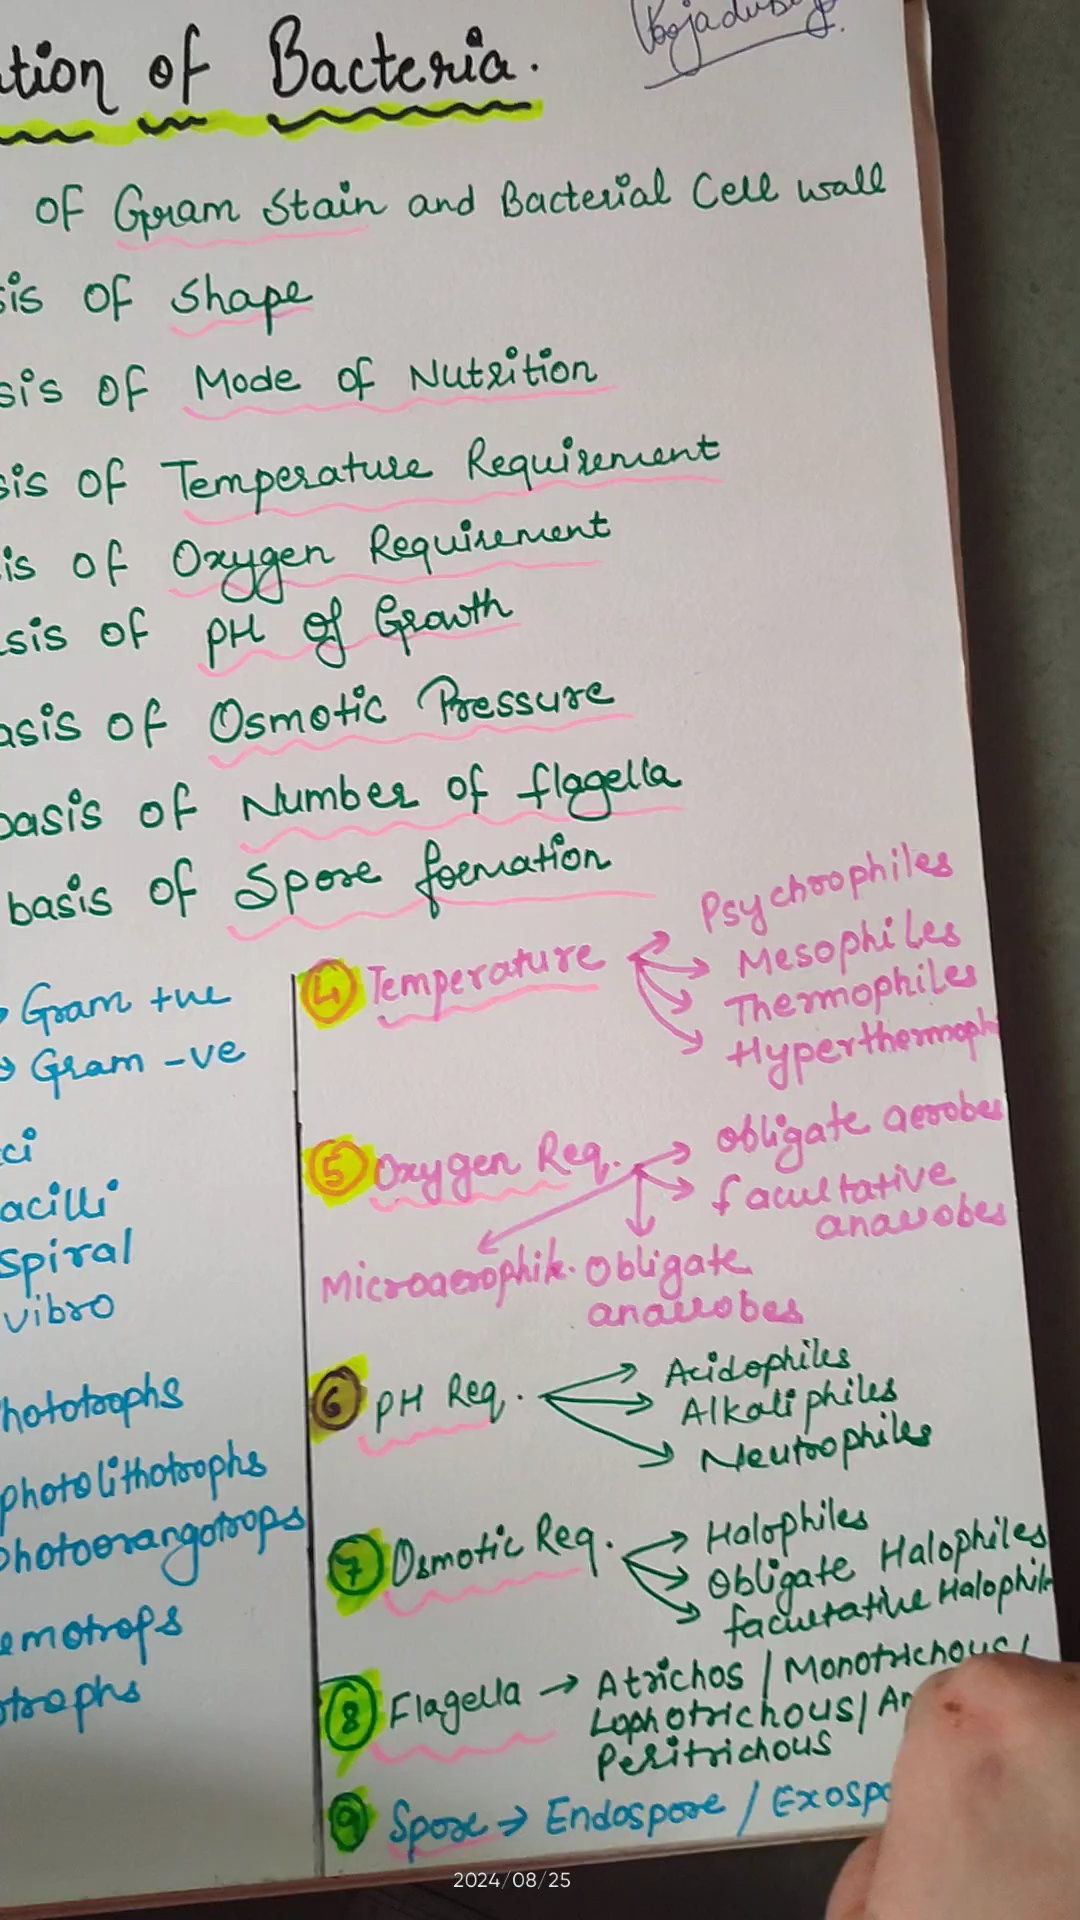 tion of Bacteria.
of Gram Stain and Bacterial Cell wall
sis of Shape
sis of Mode of Nutrition
sis of Temperature Requirement
is of Oxygen Requirement
sis of pH of Growth
asis of Osmotic Pressure
basis of Number of flagella
basis of Spore formation
Gram +ve
Gram -ve
ci
acilli
spiral
vibro
hototrophs
photolithotrophs
photoorangotrops
emotrops
otrophs
4 Temperature
Psychrophiles
Mesophiles
Thermophiles
Hyperthermophi
5 Oxygen Req.
obligate aerobes
facultative
anaerobes
Microaerophil. Obligate
anaerobes
6 pH Req.
Acidophiles
Alkaliphiles
Neutrophiles
7 Osmotic Req.
Halophiles
Obligate Halophiles
facultative Halophile
8 Flagella → Atrichos / Monotrichous /
Lophotrichous / 
Peritrichous
9 Spore → Endospore / Exospo
2024/08/25